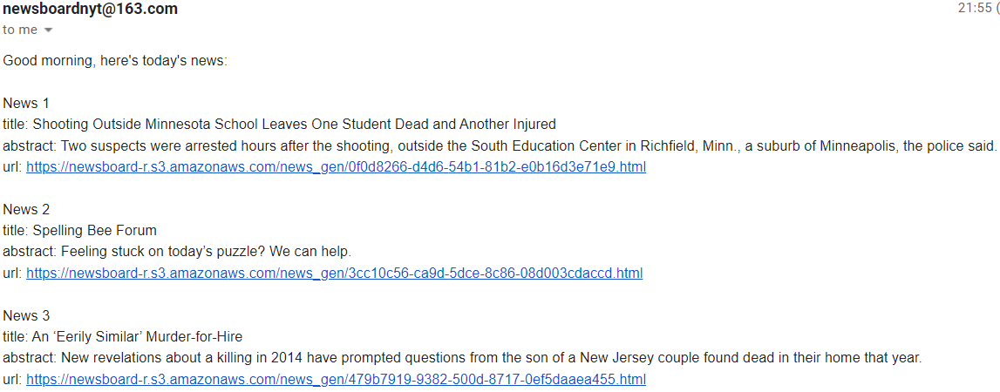 newsboardnyt@163.com
21:55 (
to me
Good morning, here's today's news:
News 1
title: Shooting Outside Minnesota School Leaves One Student Dead and Another Injured
abstract: Two suspects were arrested hours after the shooting, outside the South Education Center in Richfield, Minn., a suburb of Minneapolis, the police said.
url: https://newsboard-r.s3.amazonaws.com/news_gen/0f0d8266-d4d6-54b1-81b2-e0b16d3e71e9.html
News 2
title: Spelling Bee Forum
abstract: Feeling stuck on today’s puzzle? We can help.
url: https://newsboard-r.s3.amazonaws.com/news_gen/3cc10c56-ca9d-5dce-8c86-08d003cdaccd.html
News 3
title: An ‘Eerily Similar’ Murder-for-Hire
abstract: New revelations about a killing in 2014 have prompted questions from the son of a New Jersey couple found dead in their home that year.
url: https://newsboard-r.s3.amazonaws.com/news_gen/479b7919-9382-500d-8717-0ef5daaea455.html